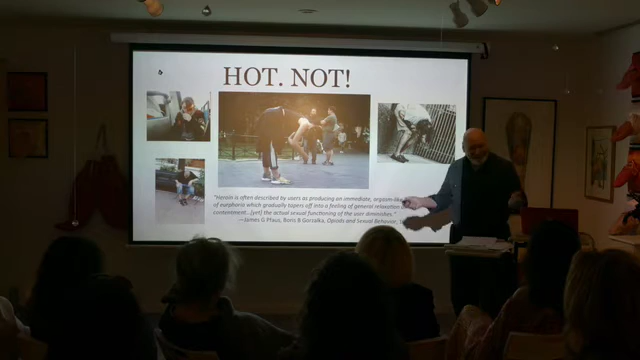 HOT. NOT!
"Heroin is often described by users as producing an immediate, orgasm-like
of euphoria which gradually tapers off into a feeling of general relaxation
contentment...(yet) the actual sexual functioning of the user diminishes."
—James G Pfaus, Boris B Gorzalka, Opioids and Sexual Behavior.